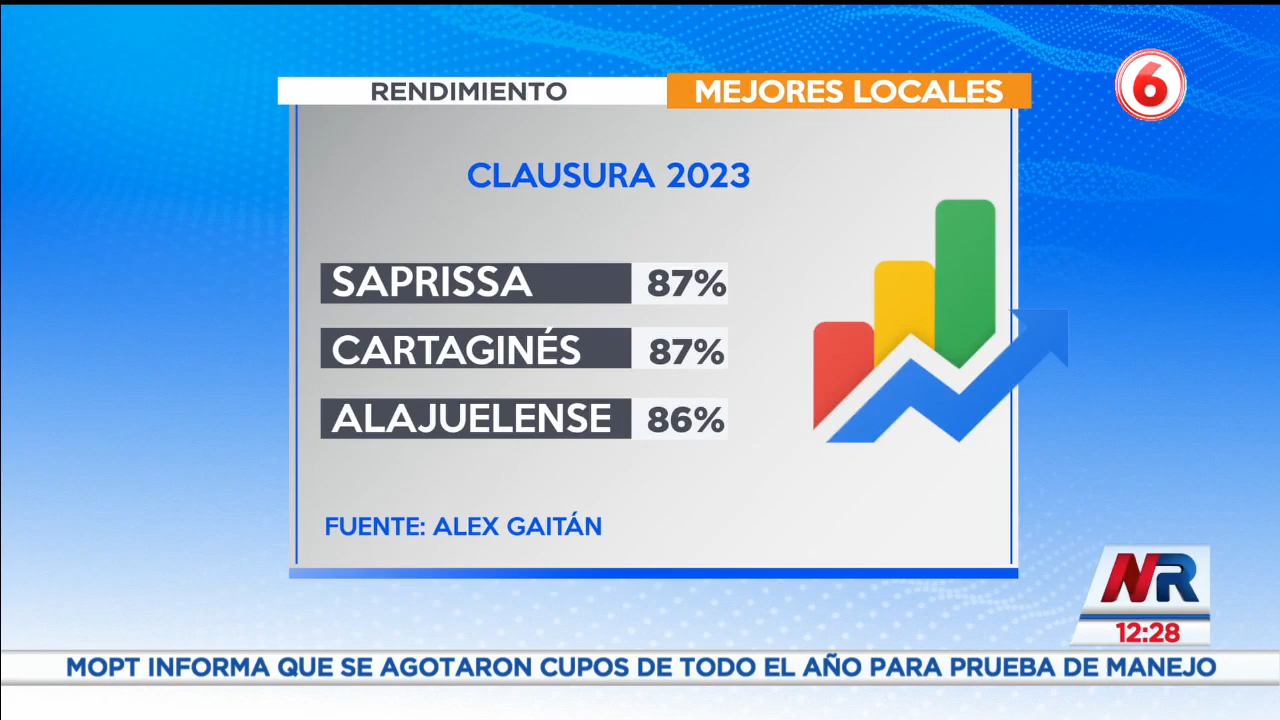 RENDIMIENTO MEJORES LOCALES
6
CLAUSURA 2023
SAPRISSA 87%
CARTAGINÉS 87%
ALAJUELENSE 86%
FUENTE: ALEX GAITÁN
NR
12:28
MOPT INFORMA QUE SE AGOTARON CUPOS DE TODO EL AÑO PARA PRUEBA DE MANEJO